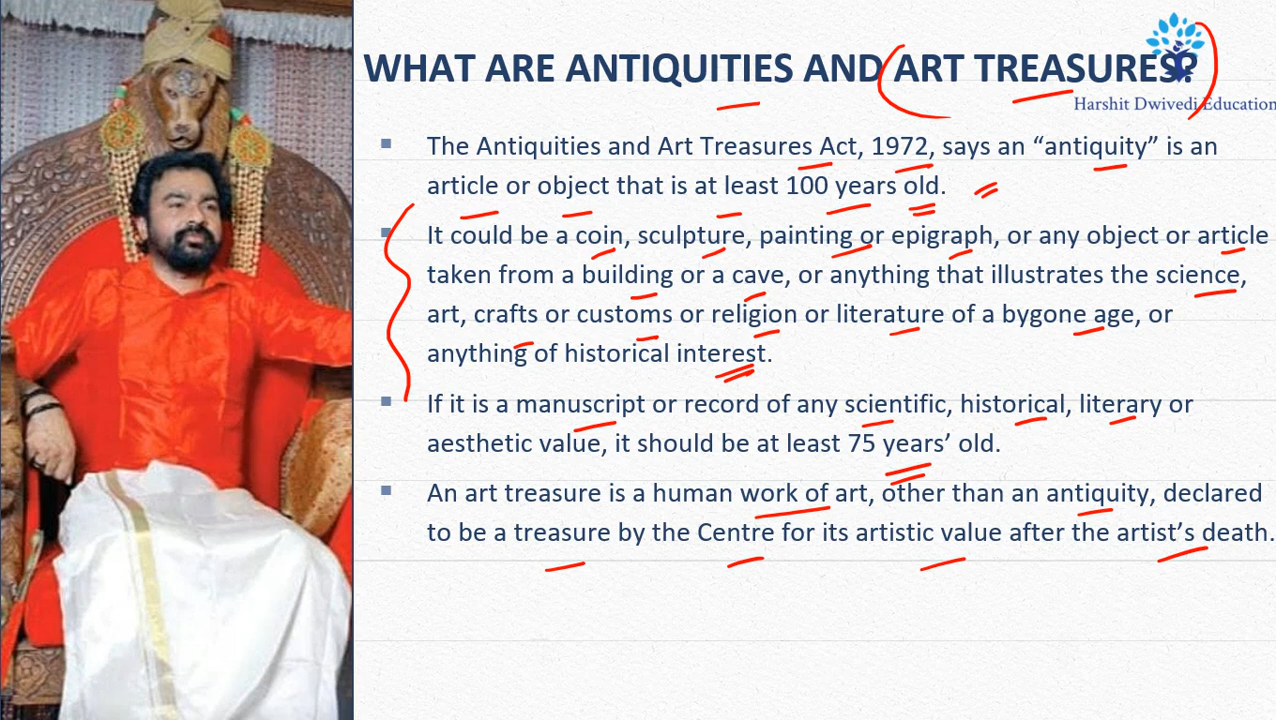 WHAT ARE ANTIQUITIES AND ART TREASURES?
Harshit Dwivedi Education
The Antiquities and Art Treasures Act, 1972, says an “antiquity” is an
article or object that is at least 100 years old.
It could be a coin, sculpture, painting or epigraph, or any object or article
taken from a building or a cave, or anything that illustrates the science,
art, crafts or customs or religion or literature of a bygone age, or
anything of historical interest.
If it is a manuscript or record of any scientific, historical, literary or
aesthetic value, it should be at least 75 years’ old.
An art treasure is a human work of art, other than an antiquity, declared
to be a treasure by the Centre for its artistic value after the artist’s death.